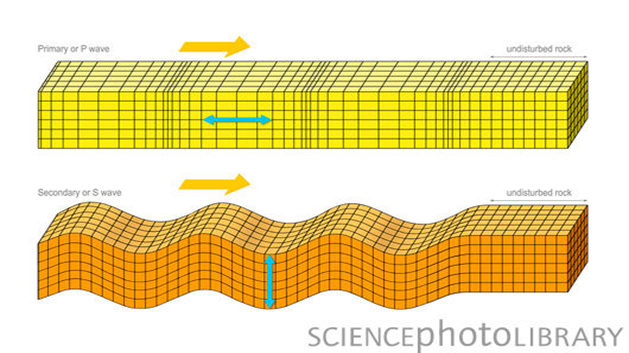 Primary or P wave
undisturbed rock
Secondary or S wave
undisturbed rock
SCIENCEphotoLIBRARY